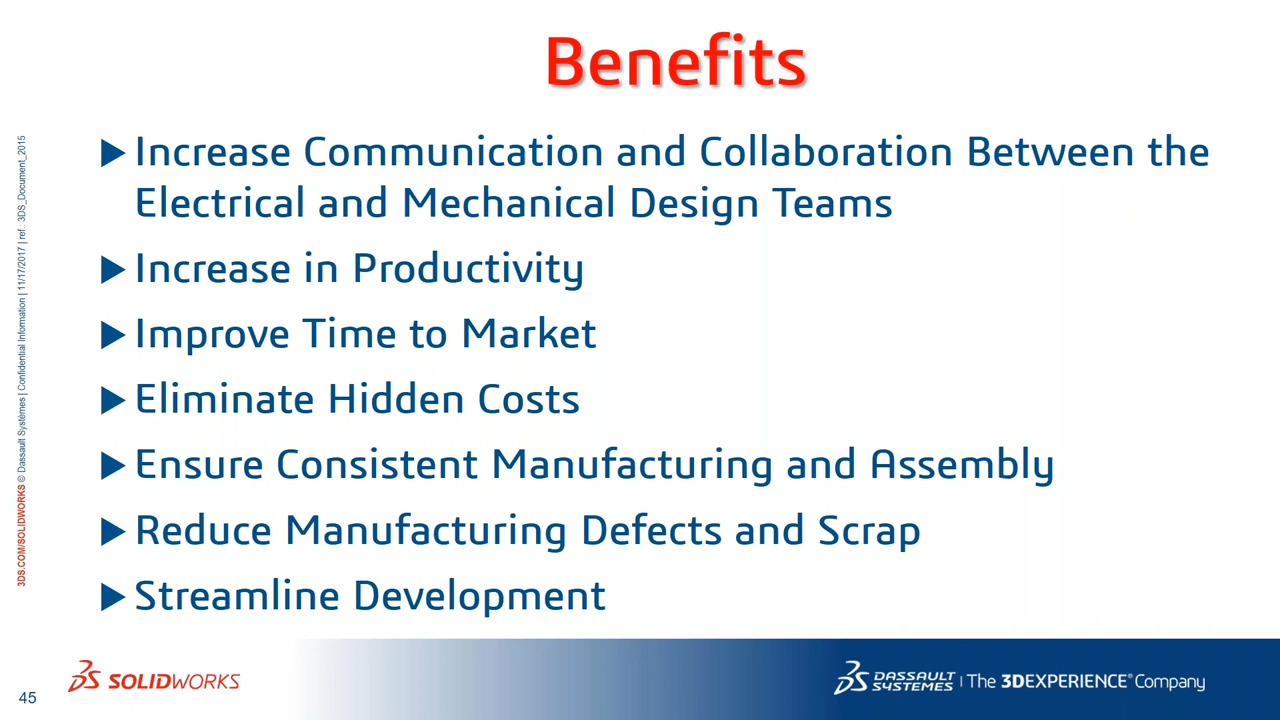 Benefits
Increase Communication and Collaboration Between the
Electrical and Mechanical Design Teams
Increase in Productivity
Improve Time to Market
Eliminate Hidden Costs
Ensure Consistent Manufacturing and Assembly
Reduce Manufacturing Defects and Scrap
Streamline Development
3DS.COM/SOLIDWORKS © Dassault Systèmes | Confidential Information | 11/17/2017 | ref.: 3DS_Document_2015
45
SOLIDWORKS
DASSAULT
SYSTEMES | The 3DEXPERIENCE® Company